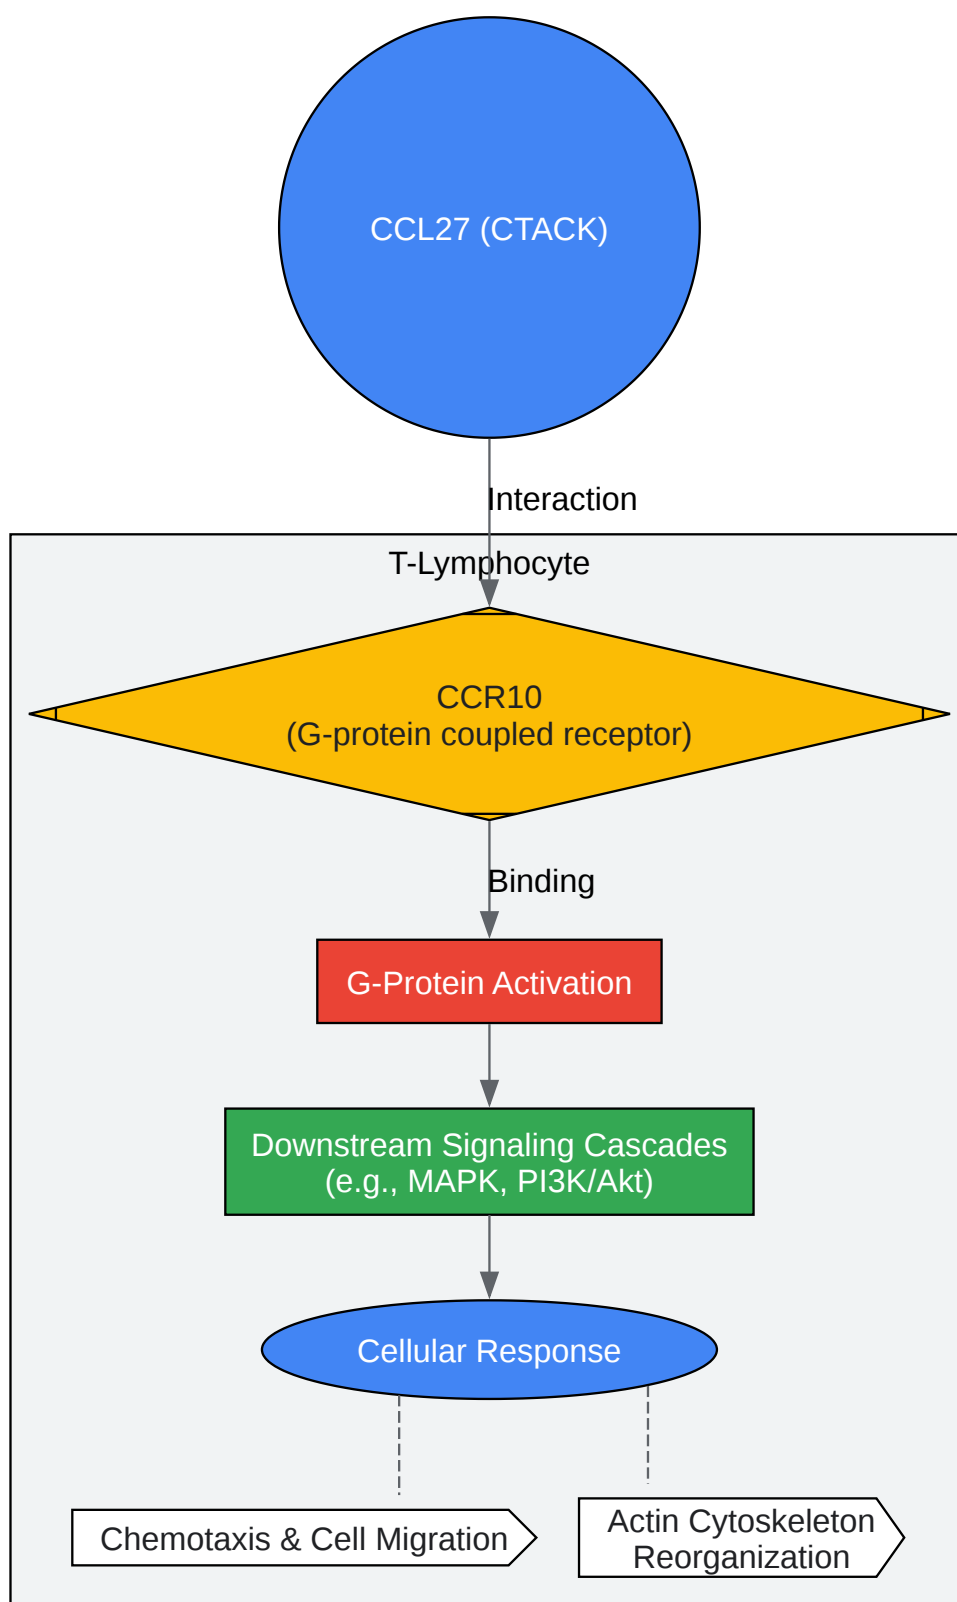 CCL27 (CTACK)
Interaction
T-Lymphocyte
CCR10
(G-protein coupled receptor)
Binding
G-Protein Activation
Downstream Signaling Cascades
(e.g., MAPK, PI3K/Akt)
Cellular Response
Chemotaxis & Cell Migration
Actin Cytoskeleton
Reorganization